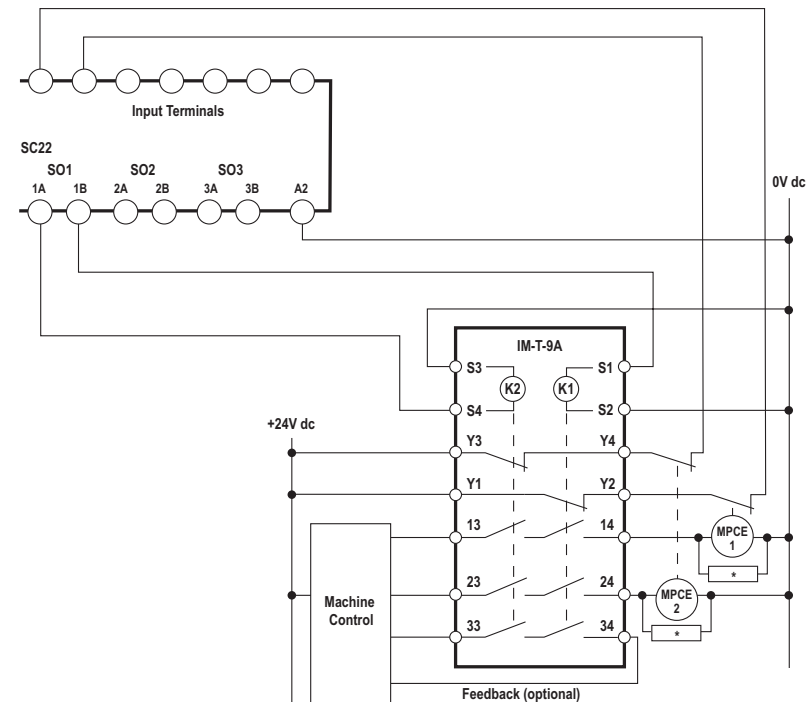 Input Terminals
SC22
SO1 SO2 SO3
1A 1B 2A 2B 3A 3B A2
0V dc
IM-T-9A
S3 S1
K2 K1
S4 S2
+24V dc
Y3 Y4
Y1 Y2
13 14
MPCE
1
*
23 24
MPCE
2
*
Machine
Control
33 34
Feedback (optional)